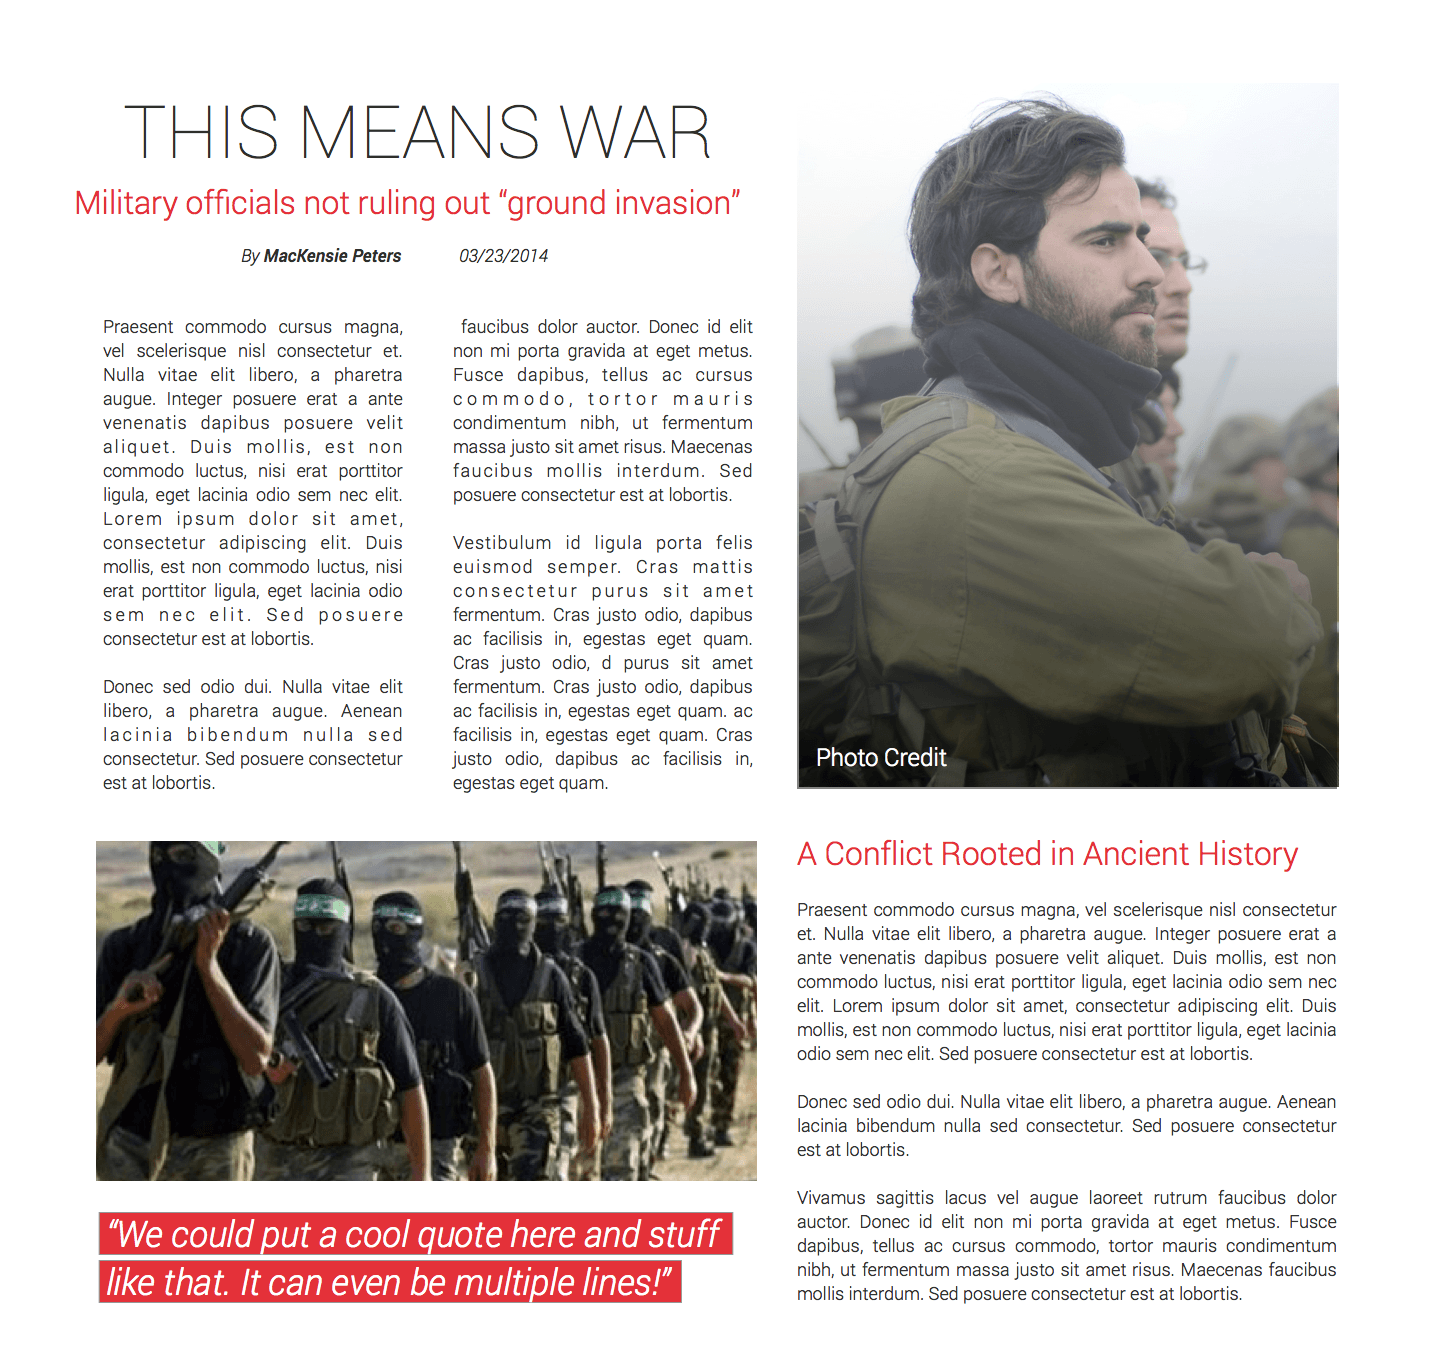 THIS MEANS WAR
Military officials not ruling out “ground invasion”
By MacKensie Peters 03/23/2014
Praesent commodo cursus magna,
vel scelerisque nisl consectetur et.
Nulla vitae elit libero, a pharetra
augue. Integer posuere erat a ante
venenatis dapibus posuere velit
aliquet. Duis mollis, est non
commodo luctus, nisi erat porttitor
ligula, eget lacinia odio sem nec elit.
Lorem ipsum dolor sit amet,
consectetur adipiscing elit. Duis
mollis, est non commodo luctus, nisi
erat porttitor ligula, eget lacinia odio
sem nec elit. Sed posuere
consectetur est at lobortis.
Donec sed odio dui. Nulla vitae elit
libero, a pharetra augue. Aenean
lacinia bibendum nulla sed
consectetur. Sed posuere consectetur
est at lobortis.
faucibus dolor auctor. Donec id elit
non mi porta gravida at eget metus.
Fusce dapibus, tellus ac cursus
commodo, tortor mauris
condimentum nibh, ut fermentum
massa justo sit amet risus. Maecenas
faucibus mollis interdum. Sed
posuere consectetur est at lobortis.
Vestibulum id ligula porta felis
euismod semper. Cras mattis
consectetur purus sit amet
fermentum. Cras justo odio, dapibus
ac facilisis in, egestas eget quam.
Cras justo odio, d purus sit amet
fermentum. Cras justo odio, dapibus
ac facilisis in, egestas eget quam. ac
facilisis in, egestas eget quam. Cras
justo odio, dapibus ac facilisis in,
egestas eget quam.
Photo Credit
“We could put a cool quote here and stuff
like that. It can even be multiple lines!”
A Conflict Rooted in Ancient History
Praesent commodo cursus magna, vel scelerisque nisl consectetur
et. Nulla vitae elit libero, a pharetra augue. Integer posuere erat a
ante venenatis dapibus posuere velit aliquet. Duis mollis, est non
commodo luctus, nisi erat porttitor ligula, eget lacinia odio sem nec
elit. Lorem ipsum dolor sit amet, consectetur adipiscing elit. Duis
mollis, est non commodo luctus, nisi erat porttitor ligula, eget lacinia
odio sem nec elit. Sed posuere consectetur est at lobortis.
Donec sed odio dui. Nulla vitae elit libero, a pharetra augue. Aenean
lacinia bibendum nulla sed consectetur. Sed posuere consectetur
est at lobortis.
Vivamus sagittis lacus vel augue laoreet rutrum faucibus dolor
auctor. Donec id elit non mi porta gravida at eget metus. Fusce
dapibus, tellus ac cursus commodo, tortor mauris condimentum
nibh, ut fermentum massa justo sit amet risus. Maecenas faucibus
mollis interdum. Sed posuere consectetur est at lobortis.